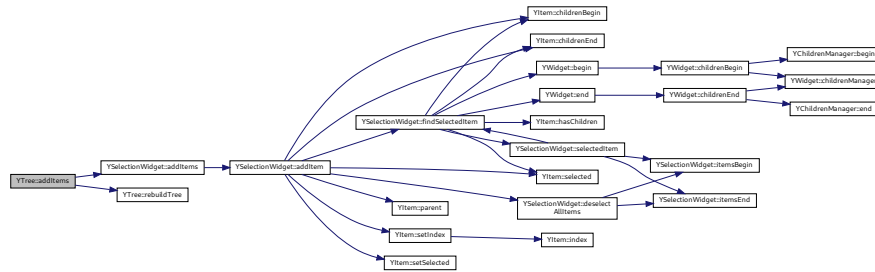 YItem::childrenBegin
YItem::childrenEnd
YChildrenManager::begin
YWidget::begin
YWidget::childrenBegin
YWidget::childrenManager
YWidget::end
YWidget::childrenEnd
YChildrenManager::end
YSelectionWidget::findSelectedItem
YItem::hasChildren
YSelectionWidget::selectedItem
YSelectionWidget::addItems
YSelectionWidget::addItem
YSelectionWidget::itemsBegin
YTree::addItems
YItem::selected
YTree::rebuildTree
YSelectionWidget::deselect
AllItems
YSelectionWidget::itemsEnd
YItem::parent
YItem::setIndex
YItem::index
YItem::setSelected